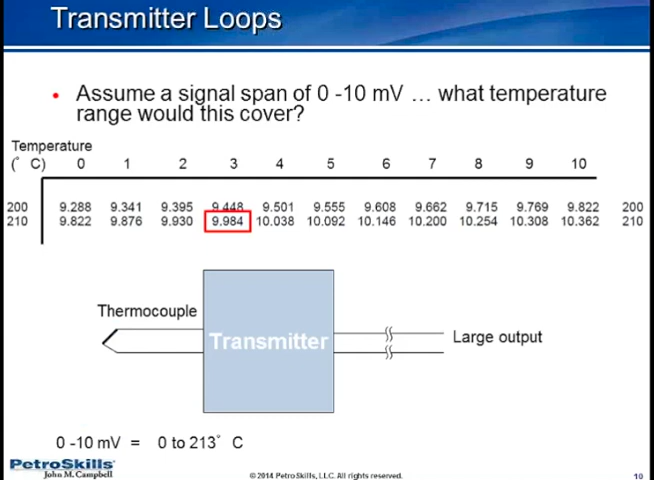 Transmitter Loops
• Assume a signal span of 0 -10 mV … what temperature
range would this cover?
Temperature
(° C) 0 1 2 3 4 5 6 7 8 9 10
200 9.288 9.341 9.395 9.448 9.501 9.555 9.608 9.662 9.715 9.769 9.822 200
210 9.822 9.876 9.930 9.984 10.038 10.092 10.146 10.200 10.254 10.308 10.362 210
Thermocouple
Transmitter
Large output
0 -10 mV = 0 to 213° C
PetroSkills
John M. Campbell
© 2014 PetroSkills, LLC. All rights reserved.
10